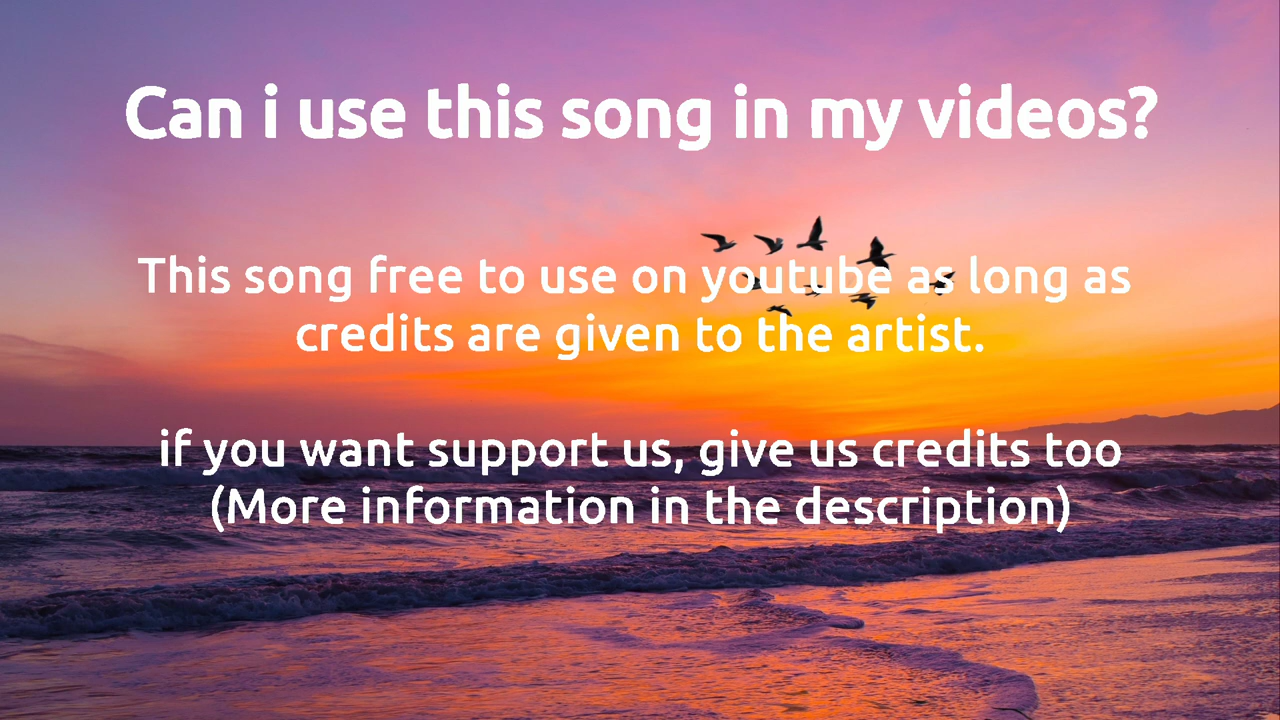 Can i use this song in my videos?
This song free to use on youtube as long as
credits are given to the artist.
if you want support us, give us credits too
(More information in the description)